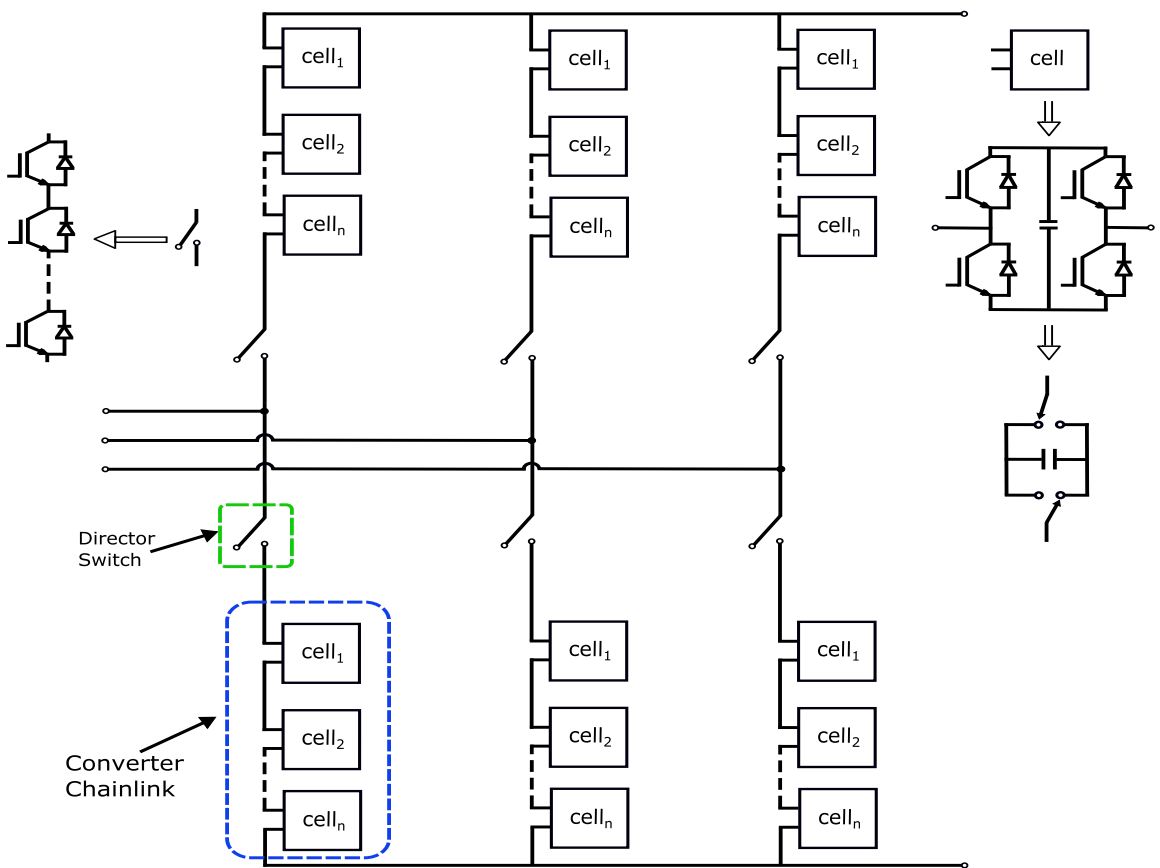 cell₁
cell₁
cell₁
cell
cell₂
cell₂
cell₂
cellₙ
cellₙ
cellₙ
Director
Switch
cell₁
cell₁
cell₁
cell₂
cell₂
cell₂
Converter
Chainlink
cellₙ
cellₙ
cellₙ